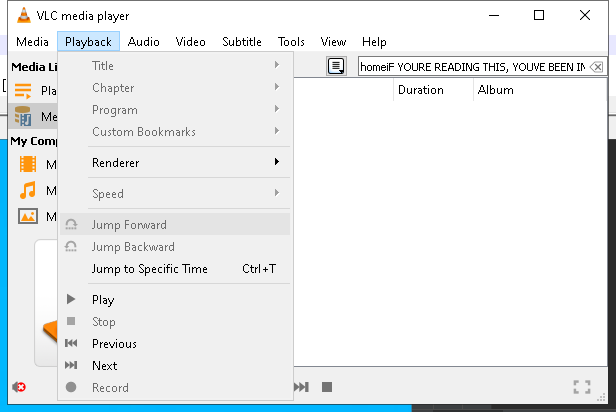 VLC media player
Media Playback Audio Video Subtitle Tools View Help
Media Li
homeiF YOURE READING THIS, YOUVE BEEN IN
Pla
Me
My Comp
M
M
M
Duration Album
Title
Chapter
Program
Custom Bookmarks
Renderer
Speed
Jump Forward
Jump Backward
Jump to Specific Time Ctrl+T
Play
Stop
Previous
Next
Record